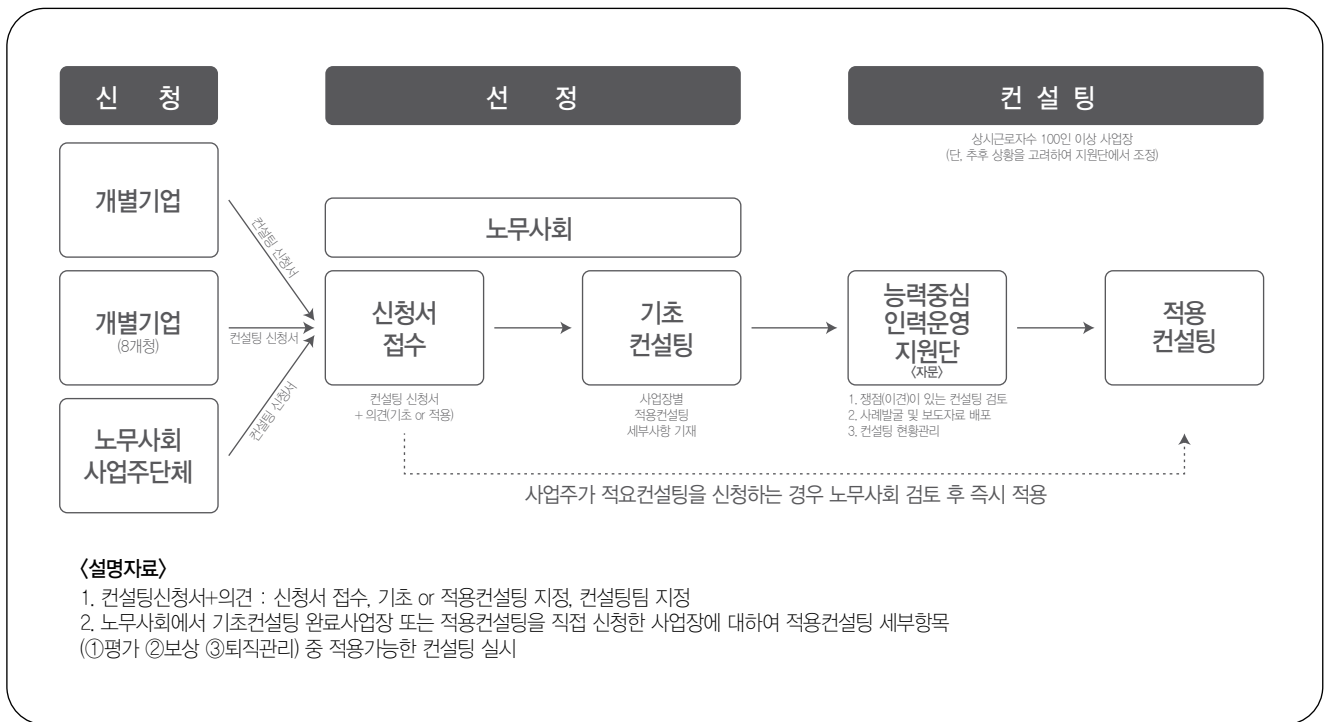 신 청
선 정
컨 설 팅
상시근로자수 100인 이상 사업장
(단, 추후 상황을 고려하여 지원단에서 조정)
개별기업
컨설팅 신청서
노무사회
개별기업
(8개청)
컨설팅 신청서
신청서
접수
기초
컨설팅
능력중심
인력운영
지원단
〈자문〉
적용
컨설팅
노무사회
사업주단체
컨설팅 신청서
컨설팅 신청서
+ 의견(기초 or 적용)
사업장별
적용컨설팅
세부사항 기재
1. 쟁점(이견)이 있는 컨설팅 검토
2. 사례발굴 및 보도자료 배포
3. 컨설팅 현황관리
사업주가 적요컨설팅을 신청하는 경우 노무사회 검토 후 즉시 적용
〈설명자료〉
1. 컨설팅신청서+의견 : 신청서 접수, 기초 or 적용컨설팅 지정, 컨설팅팀 지정
2. 노무사회에서 기초컨설팅 완료사업장 또는 적용컨설팅을 직접 신청한 사업장에 대하여 적용컨설팅 세부항목
(①평가 ②보상 ③퇴직관리) 중 적용가능한 컨설팅 실시